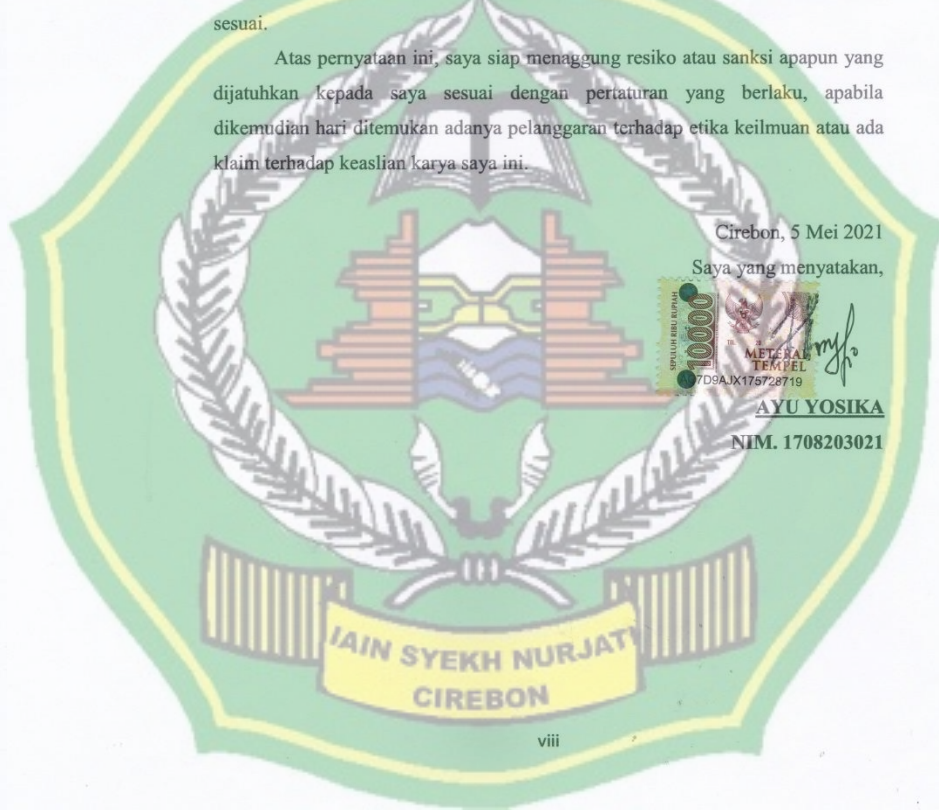 sesuai.
Atas pernyataan ini, saya siap menaggung resiko atau sanksi apapun yang
dijatuhkan kepada saya sesuai dengan pertaturan yang berlaku, apabila
dikemudian hari ditemukan adanya pelanggaran terhadap etika keilmuan atau ada
klaim terhadap keaslian karya saya ini.
Cirebon, 5 Mei 2021
Saya yang menyatakan,
SEPULUH RIBU RUPIAH
10000
METERAI
TEMPEL
7D9AJX175728719
AYU YOSIKA
NIM. 1708203021
IAIN SYEKH NURJATI
CIREBON
viii